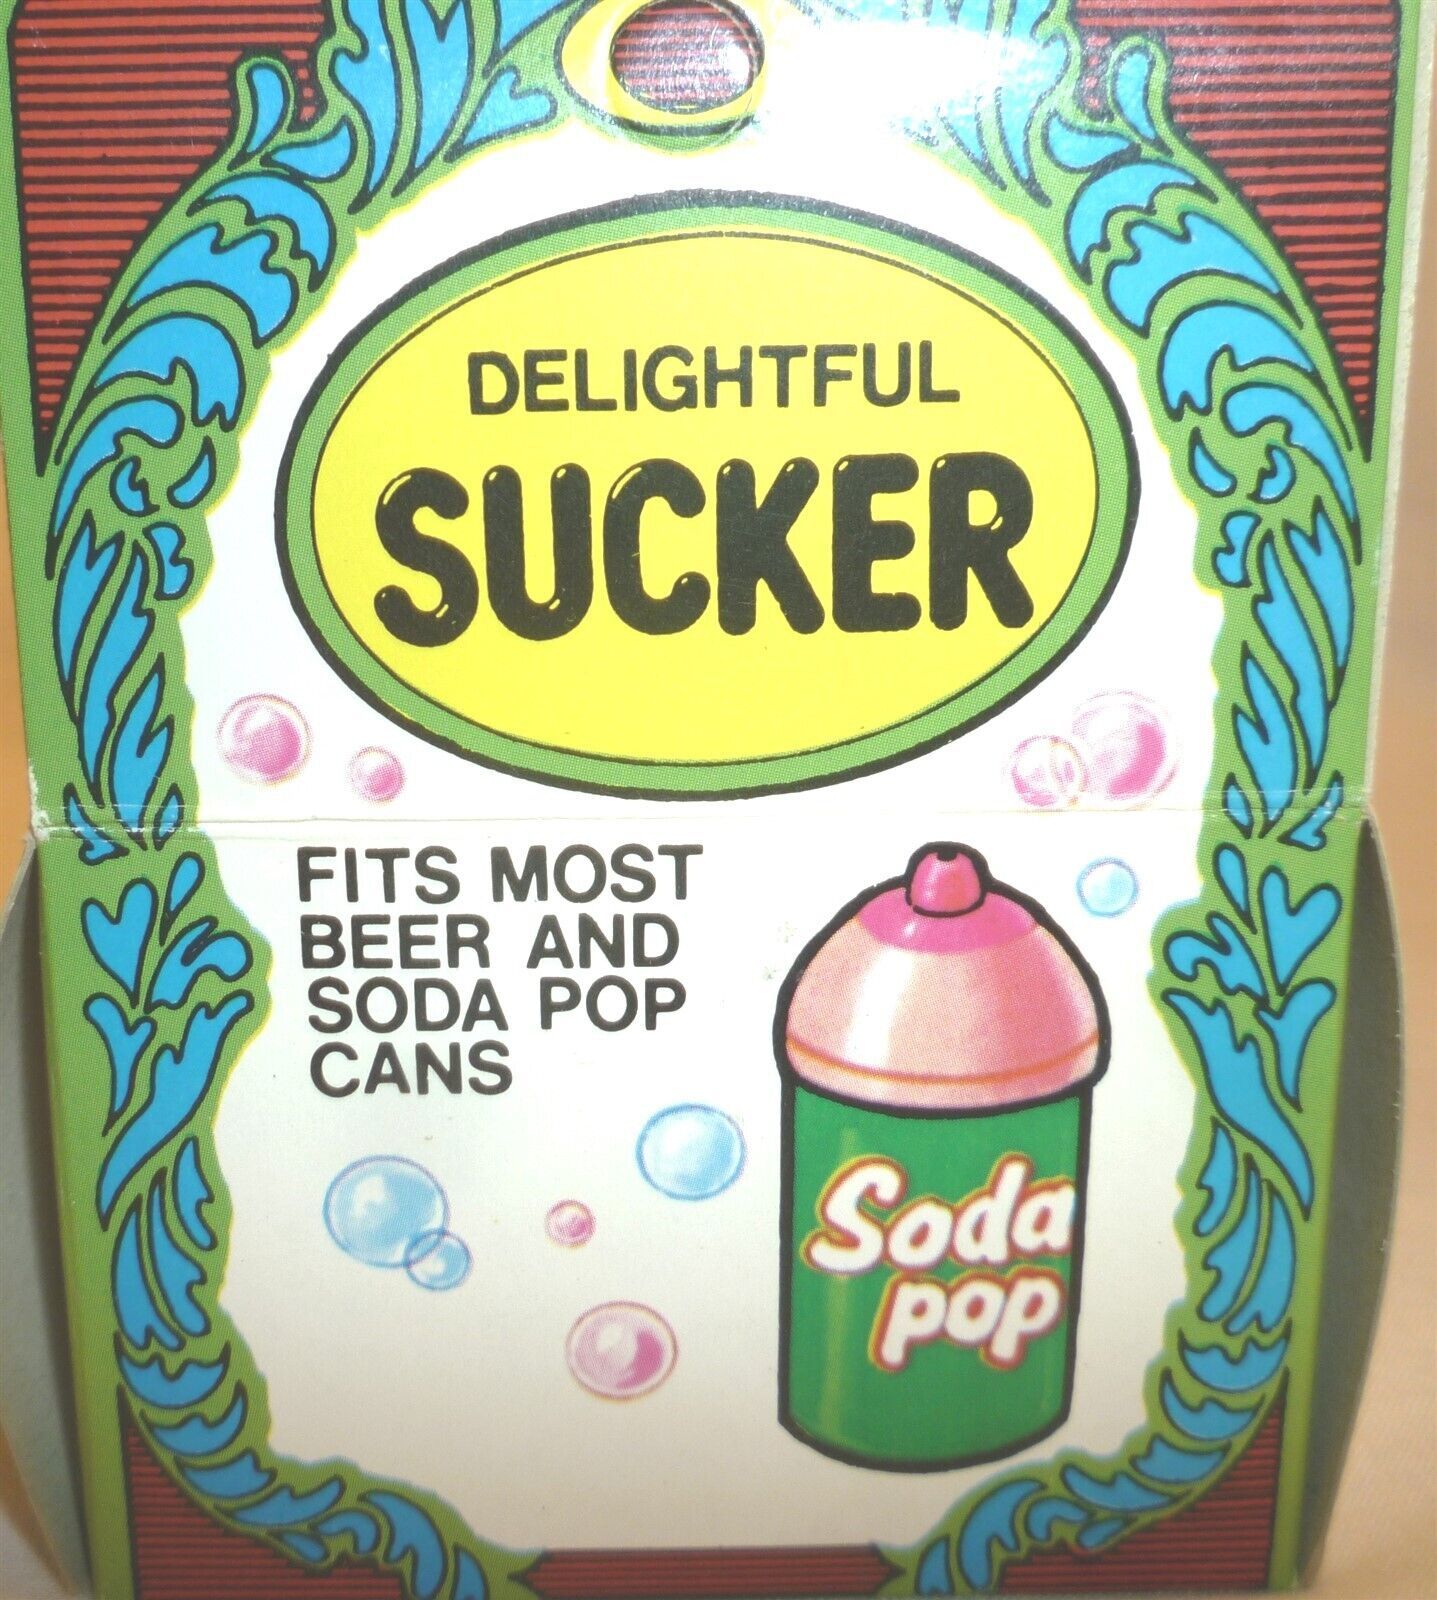 DELIGHTFUL
SUCKER
FITS MOST
BEER AND
SODA POP
CANS
Soda
pop